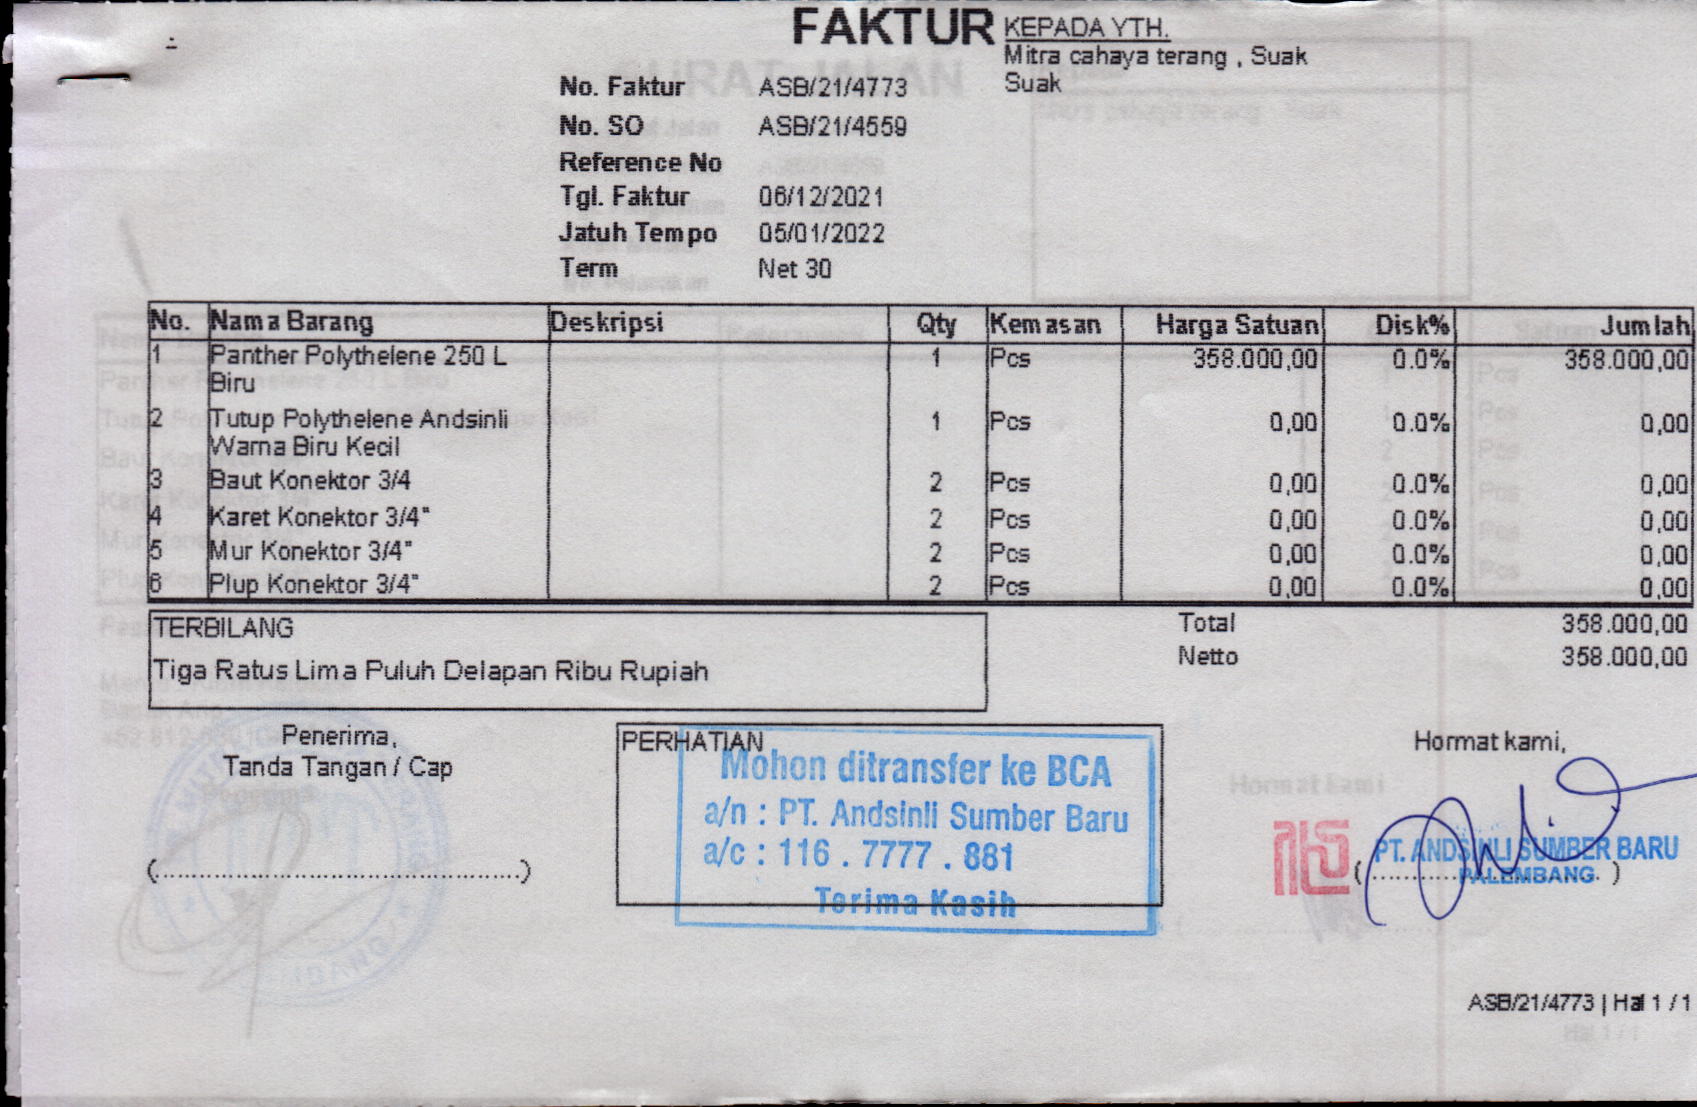 FAKTUR
KEPADA YTH.
Mitra cahaya terang , Suak
Suak
No. Faktur ASB/21/4773
No. SO ASB/21/4559
Reference No
Tgl. Faktur 06/12/2021
Jatuh Tempo 05/01/2022
Term Net 30
No. Nama Barang Deskripsi Qty Kemasan Harga Satuan Disk% Jumlah
1 Panther Polythelene 250 L 1 Pcs 358.000,00 0.0% 358.000,00
Biru
2 Tutup Polythelene Andsinli 1 Pcs 0,00 0.0% 0,00
Warna Biru Kecil
3 Baut Konektor 3/4 2 Pcs 0,00 0.0% 0,00
4 Karet Konektor 3/4" 2 Pcs 0,00 0.0% 0,00
5 Mur Konektor 3/4" 2 Pcs 0,00 0.0% 0,00
6 Plup Konektor 3/4" 2 Pcs 0,00 0.0% 0,00
TERBILANG
Tiga Ratus Lima Puluh Delapan Ribu Rupiah
Total 358.000,00
Netto 358.000,00
Penerima,
Tanda Tangan / Cap
(............................................)
PERHATIAN
Mohon ditransfer ke BCA
a/n : PT. Andsinli Sumber Baru
a/c : 116 . 7777 . 881
Terima Kasih
Hormat kami,
PT. ANDSINLI SUMBER BARU
PALEMBANG
ASB/21/4773 | Hal 1 / 1